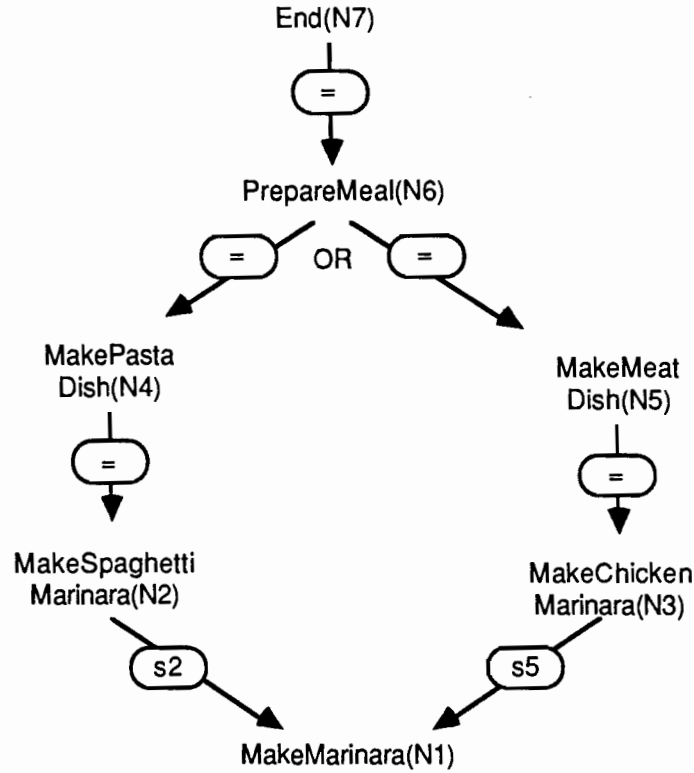 End(N7)
=
PrepareMeal(N6)
= OR =
MakePasta
Dish(N4)
MakeMeat
Dish(N5)
=
=
MakeSpaghetti
Marinara(N2)
MakeChicken
Marinara(N3)
s2
s5
MakeMarinara(N1)